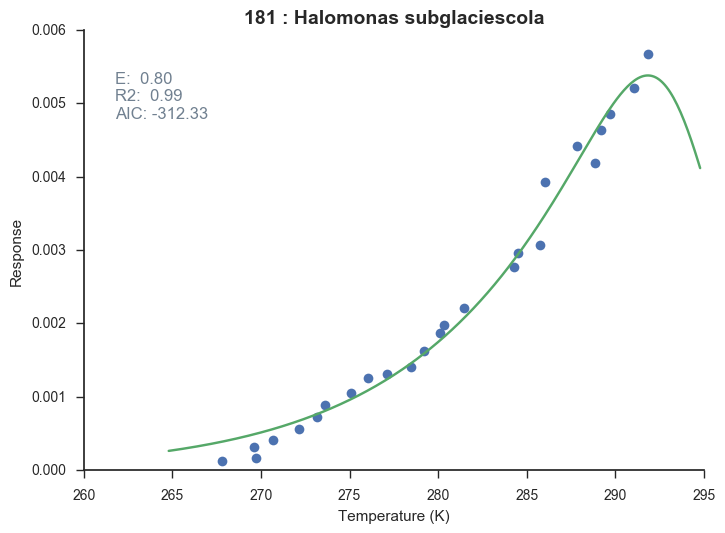 181 : Halomonas subglaciescola
E:  0.80
R2:  0.99
AIC: -312.33
Response
0.006
0.005
0.004
0.003
0.002
0.001
0.000
260 265 270 275 280 285 290 295
Temperature (K)